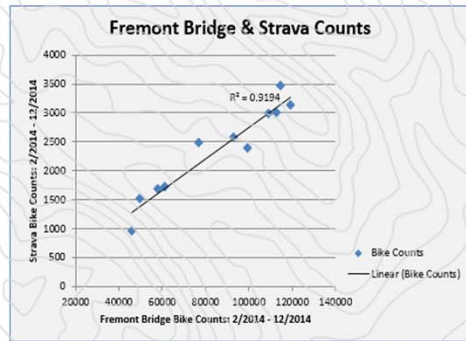 Fremont Bridge & Strava Counts
Strava Bike Counts: 2/2014 - 12/2014
4000
3500
3000
2500
2000
1500
1000
500
0
R² = 0.9194
20000 40000 60000 80000 100000 120000 140000
Fremont Bridge Bike Counts: 2/2014 - 12/2014
Bike Counts
Linear (Bike Counts)